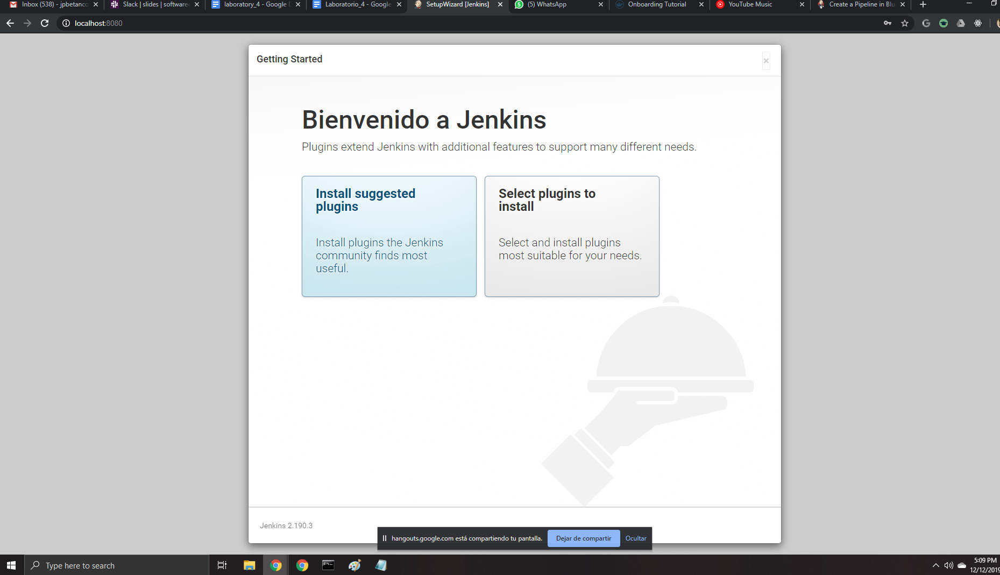 Inbox (538) - jpbetanco
Slack | slides | software
laboratory_4 - Google D
Laboratorio_4 - Google
SetupWizard [Jenkins]
(5) WhatsApp
Onboarding Tutorial
YouTube Music
Create a Pipeline in Blu
localhost:8080
Getting Started
×
Bienvenido a Jenkins
Plugins extend Jenkins with additional features to support many different needs.
Install suggested
plugins
Install plugins the Jenkins
community finds most
useful.
Select plugins to
install
Select and install plugins
most suitable for your needs.
Jenkins 2.190.3
hangouts.google.com está compartiendo tu pantalla.
Dejar de compartir
Ocultar
Type here to search
5:09 PM
12/12/2019